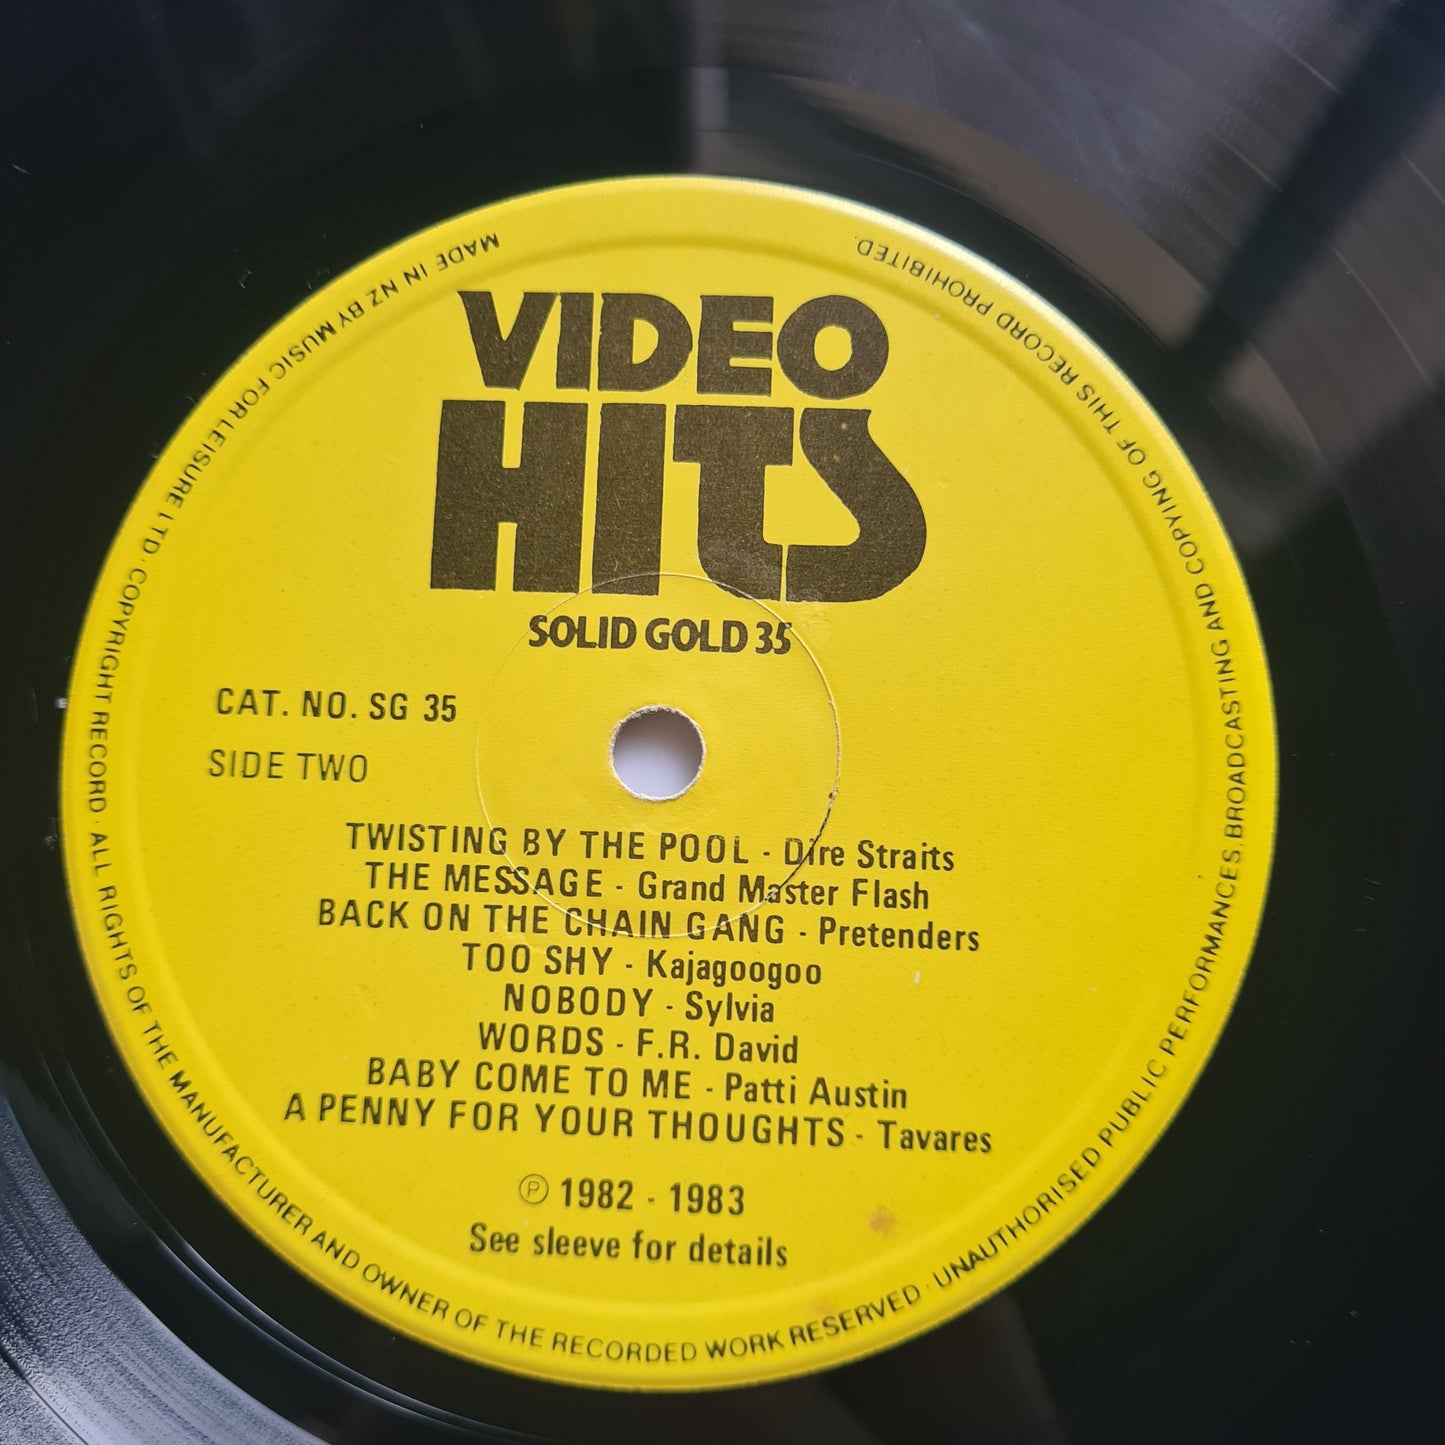 VIDEO
HITS
SOLID GOLD 35
CAT. NO. SG 35
SIDE TWO
TWISTING BY THE POOL - Dire Straits
THE MESSAGE - Grand Master Flash
BACK ON THE CHAIN GANG - Pretenders
TOO SHY - Kajagoogoo
NOBODY - Sylvia
WORDS - F.R. David
BABY COME TO ME - Patti Austin
A PENNY FOR YOUR THOUGHTS - Tavares
℗ 1982 - 1983
See sleeve for details
MADE IN NZ BY MUSIC FOR LEISURE LTD · COPYRIGHT RECORD · ALL RIGHTS OF THE MANUFACTURER AND OWNER OF THE RECORDED WORK RESERVED · UNAUTHORISED PUBLIC PERFORMANCES, BROADCASTING AND COPYING OF THIS RECORD PROHIBITED.